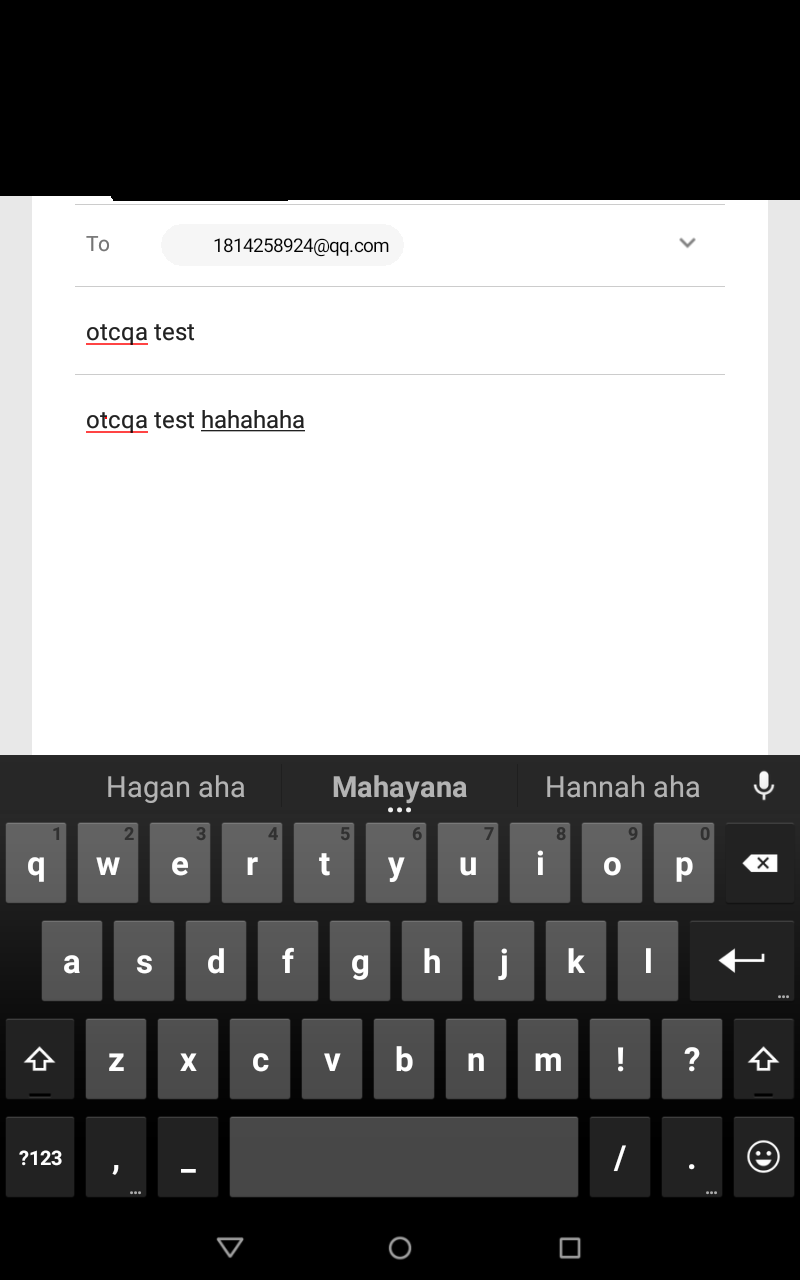 To 1814258924@qq.com
otcqa test
otcqa test hahahaha
Hagan aha Mahayana Hannah aha
1 2 3 4 5 6 7 8 9 0
q w e r t y u i o p
a s d f g h j k l
z x c v b n m ! ?
?123 , _ / .